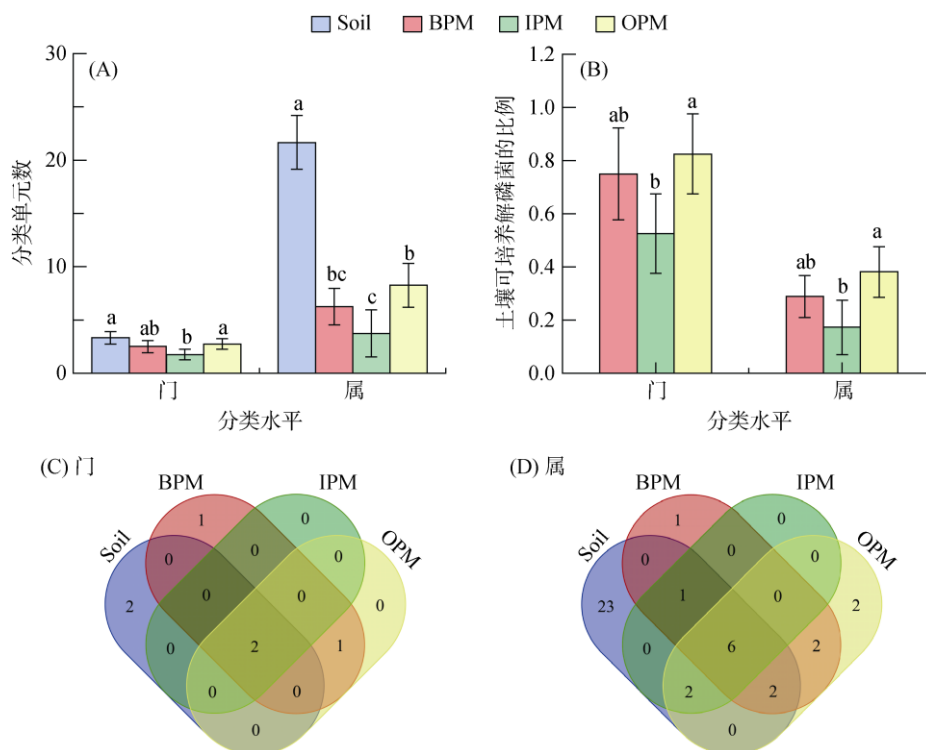 Soil BPM IPM OPM
(A)
30
20
10
0
分类单元数
a
ab
b
a
a
bc
c
b
门 属
分类水平
(B)
1.2
1.0
0.8
0.6
0.4
0.2
0.0
土壤可培养解磷菌的比例
ab
b
a
ab
b
a
门 属
分类水平
(C) 门
BPM IPM
Soil OPM
1 0
0 0 0
2 0 0 0
0 2 1
0 0
0
(D) 属
BPM IPM
Soil OPM
1 0
0 0 0
23 1 0 2
0 6 2
2 2
0